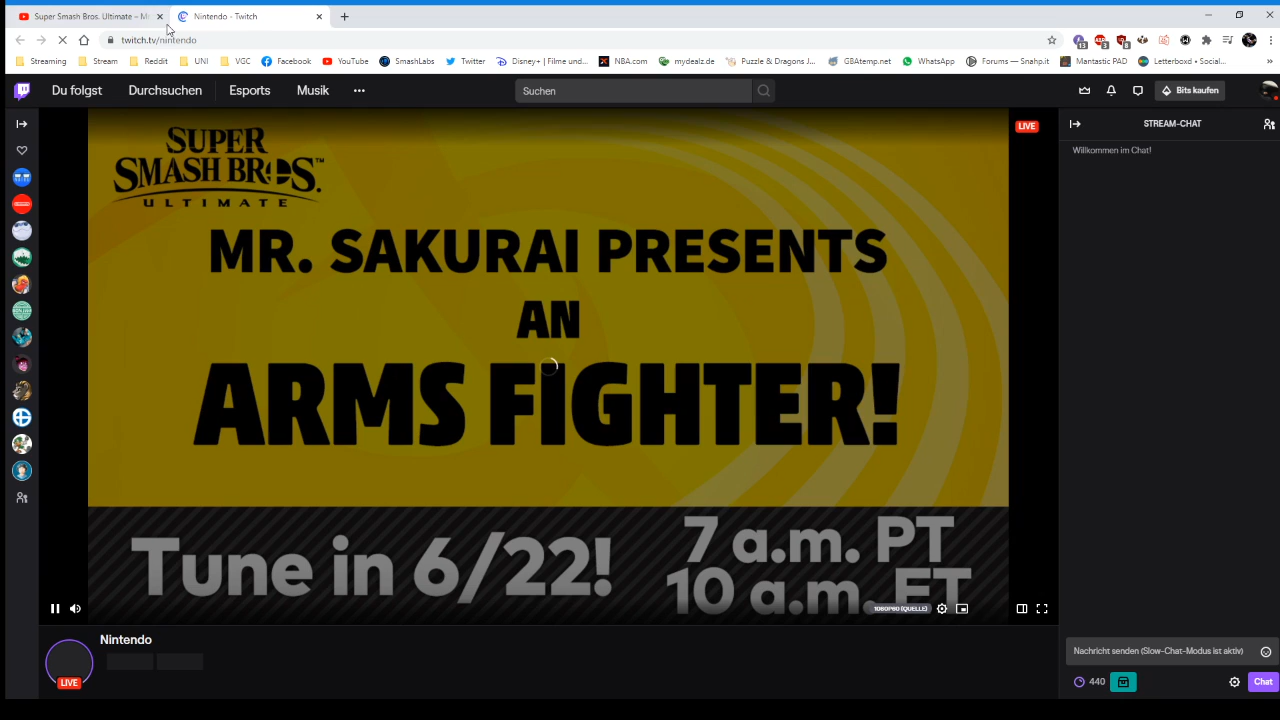 Super Smash Bros. Ultimate – M
Nintendo - Twitch
twitch.tv/nintendo
Streaming
Stream
Reddit
UNI
VGC
Facebook
YouTube
SmashLabs
Twitter
Disney+ | Filme und...
NBA.com
mydealz.de
Puzzle & Dragons J...
GBAtemp.net
WhatsApp
Forums — Snahp.it
Mantastic PAD
Letterboxd • Social...
13
3
8
Du folgst
Durchsuchen
Esports
Musik
Suchen
Bits kaufen
LIVE
STREAM-CHAT
Willkommen im Chat!
SUPER
SMASH BROS.™
ULTIMATE
MR. SAKURAI PRESENTS
AN
ARMS FIGHTER!
Tune in 6/22!
7 a.m. PT
10 a.m. ET
1080P60 (QUELLE)
Nintendo
LIVE
Nachricht senden (Slow-Chat-Modus ist aktiv)
440
Chat